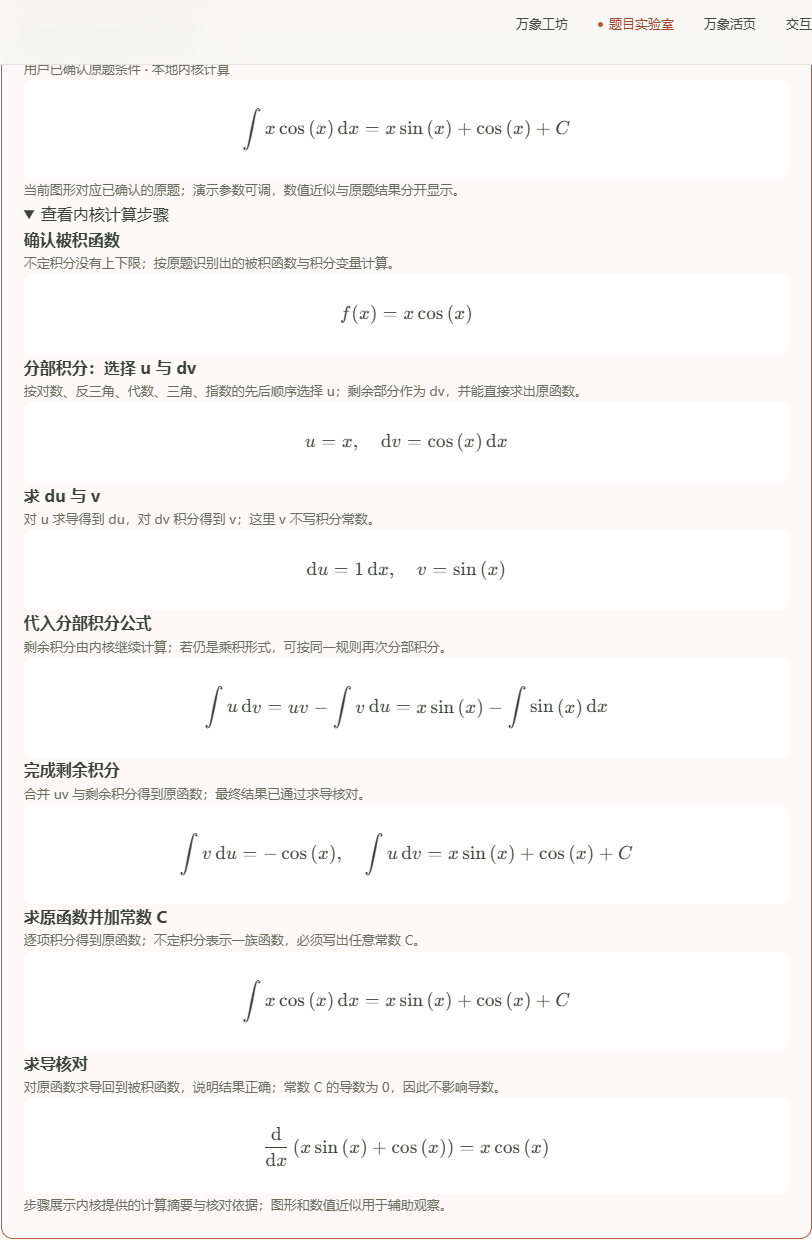 万象工坊 题目实验室 万象活页 交互
用户已确认原题条件 · 本地内核计算
∫ x cos (x) dx = x sin (x) + cos (x) + C
当前图形对应已确认的原题；演示参数可调，数值近似与原题结果分开显示。
▼ 查看内核计算步骤
确认被积函数
不定积分没有上下限；按原题识别出的被积函数与积分变量计算。
f(x) = x cos (x)
分部积分：选择 u 与 dv
按对数、反三角、代数、三角、指数的先后顺序选择 u；剩余部分作为 dv，并能直接求出原函数。
u = x, dv = cos (x) dx
求 du 与 v
对 u 求导得到 du，对 dv 积分得到 v；这里 v 不写积分常数。
du = 1 dx, v = sin (x)
代入分部积分公式
剩余积分由内核继续计算；若仍是乘积形式，可按同一规则再次分部积分。
∫ u dv = uv − ∫ v du = x sin (x) − ∫ sin (x) dx
完成剩余积分
合并 uv 与剩余积分得到原函数；最终结果已通过求导核对。
∫ v du = − cos (x), ∫ u dv = x sin (x) + cos (x) + C
求原函数并加常数 C
逐项积分得到原函数；不定积分表示一族函数，必须写出任意常数 C。
∫ x cos (x) dx = x sin (x) + cos (x) + C
求导核对
对原函数求导回到被积函数，说明结果正确；常数 C 的导数为 0，因此不影响导数。
d/dx (x sin (x) + cos (x)) = x cos (x)
步骤展示内核提供的计算摘要与核对依据；图形和数值近似用于辅助观察。